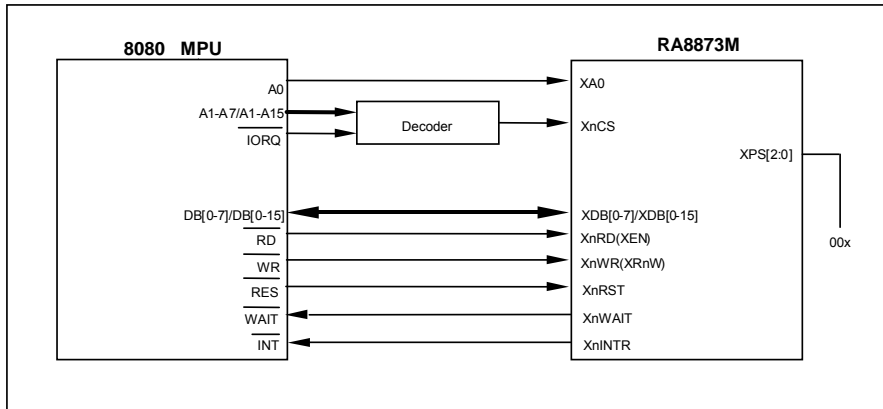 8080 MPU
RA8873M
A0
XA0
A1-A7/A1-A15
Decoder
XnCS
IORQ
XPS[2:0]
DB[0-7]/DB[0-15]
XDB[0-7]/XDB[0-15]
RD
XnRD(XEN)
00x
WR
XnWR(XRnW)
RES
XnRST
WAIT
XnWAIT
INT
XnINTR